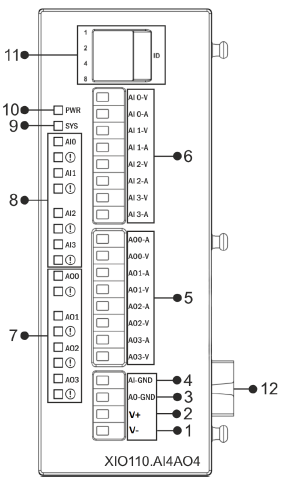 1
2
4
8
ID
11
10
PWR
9
SYS
AI0
AI1
AI2
AI3
8
AO0
AO1
AO2
AO3
7
AI 0-V
AI 0-A
AI 1-V
AI 1-A
AI 2-V
AI 2-A
AI 3-V
AI 3-A
6
AO0-A
AO0-V
AO1-A
AO1-V
AO2-A
AO2-V
AO3-A
AO3-V
5
AI-GND
4
AO-GND
3
V+
2
V-
1
12
XIO110.AI4AO4